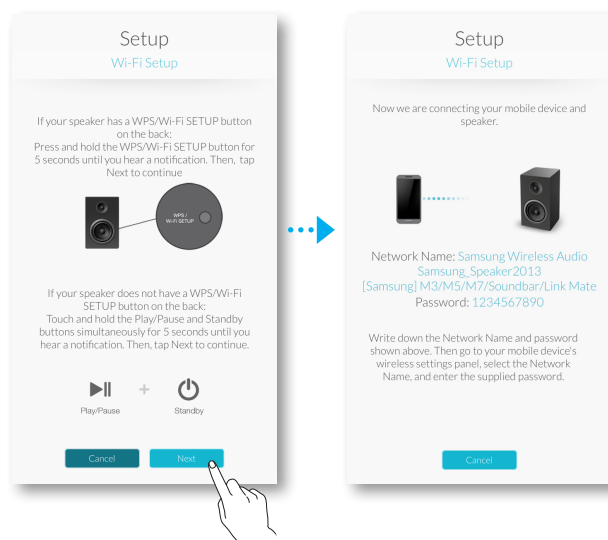 Setup
Wi-Fi Setup
If your speaker has a WPS/Wi-Fi SETUP button
on the back:
Press and hold the WPS/Wi-Fi SETUP button for
5 seconds until you hear a notification. Then, tap
Next to continue
WPS /
Wi-Fi SETUP
If your speaker does not have a WPS/Wi-Fi
SETUP button on the back:
Touch and hold the Play/Pause and Standby
buttons simultaneously for 5 seconds until you
hear a notification. Then, tap Next to continue.
+
Play/Pause
Standby
Cancel
Next
Setup
Wi-Fi Setup
Now we are connecting your mobile device and
speaker.
Network Name: Samsung Wireless Audio
Samsung_Speaker2013
[Samsung] M3/M5/M7/Soundbar/Link Mate
Password: 1234567890
Write down the Network Name and password
shown above. Then go to your mobile device's
wireless settings panel, select the Network
Name, and enter the supplied password.
Cancel